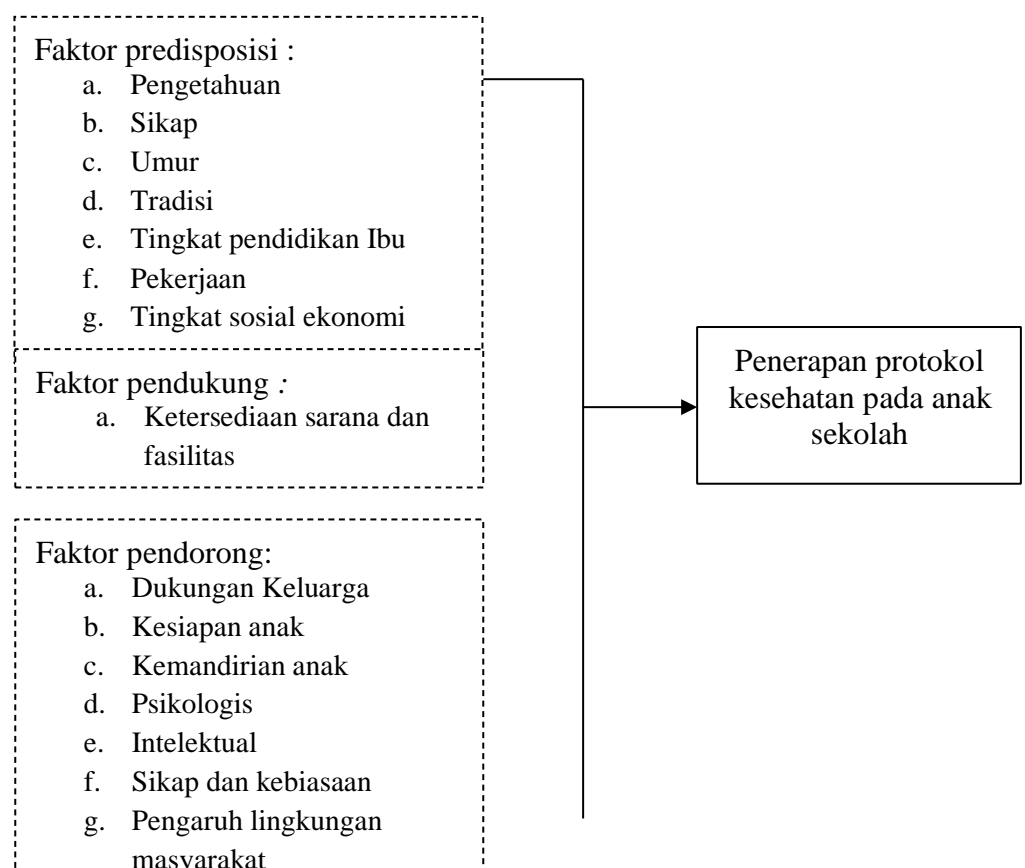 Faktor predisposisi :
a. Pengetahuan
b. Sikap
c. Umur
d. Tradisi
e. Tingkat pendidikan Ibu
f. Pekerjaan
g. Tingkat sosial ekonomi
Faktor pendukung :
a. Ketersediaan sarana dan
fasilitas
Faktor pendorong:
a. Dukungan Keluarga
b. Kesiapan anak
c. Kemandirian anak
d. Psikologis
e. Intelektual
f. Sikap dan kebiasaan
g. Pengaruh lingkungan
masyarakat
Penerapan protokol
kesehatan pada anak
sekolah